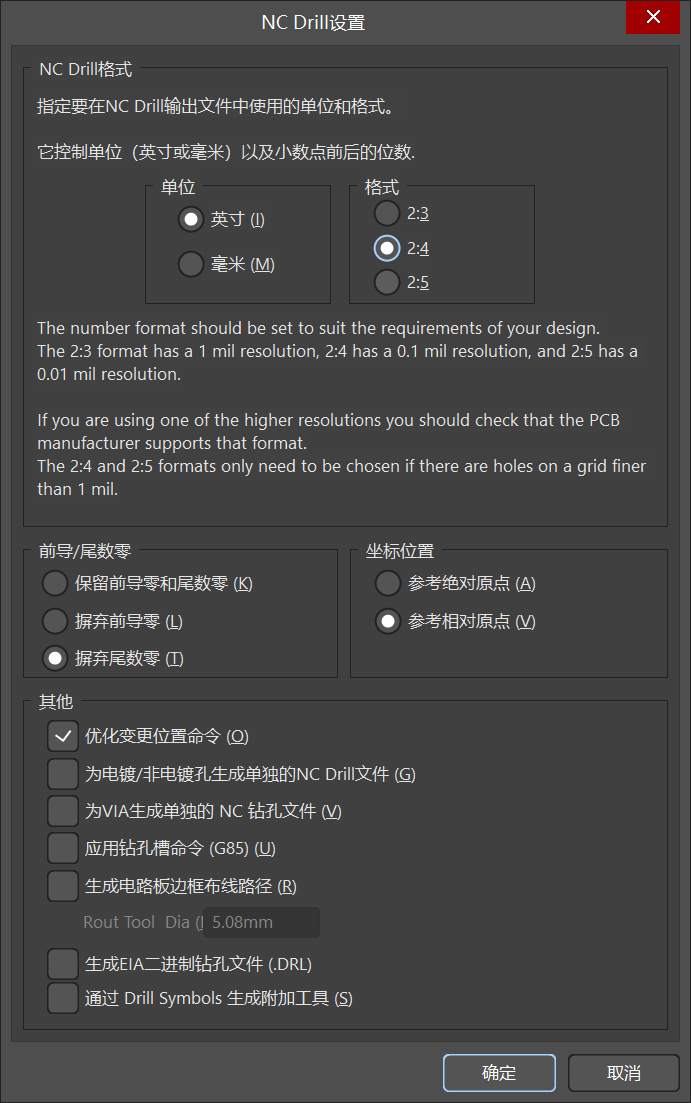 NC Drill设置
NC Drill格式
指定要在NC Drill输出文件中使用的单位和格式。
它控制单位（英寸或毫米）以及小数点前后的位数.
单位
英寸 (I)
毫米 (M)
格式
2:3
2:4
2:5
The number format should be set to suit the requirements of your design.
The 2:3 format has a 1 mil resolution, 2:4 has a 0.1 mil resolution, and 2:5 has a
0.01 mil resolution.
If you are using one of the higher resolutions you should check that the PCB
manufacturer supports that format.
The 2:4 and 2:5 formats only need to be chosen if there are holes on a grid finer
than 1 mil.
前导/尾数零
保留前导零和尾数零 (K)
摒弃前导零 (L)
摒弃尾数零 (T)
坐标位置
参考绝对原点 (A)
参考相对原点 (V)
其他
优化变更位置命令 (O)
为电镀/非电镀孔生成单独的NC Drill文件 (G)
为VIA生成单独的 NC 钻孔文件 (V)
应用钻孔槽命令 (G85) (U)
生成电路板边框布线路径 (R)
Rout Tool Dia (
5.08mm
生成EIA二进制钻孔文件 (.DRL)
通过 Drill Symbols 生成附加工具 (S)
确定
取消